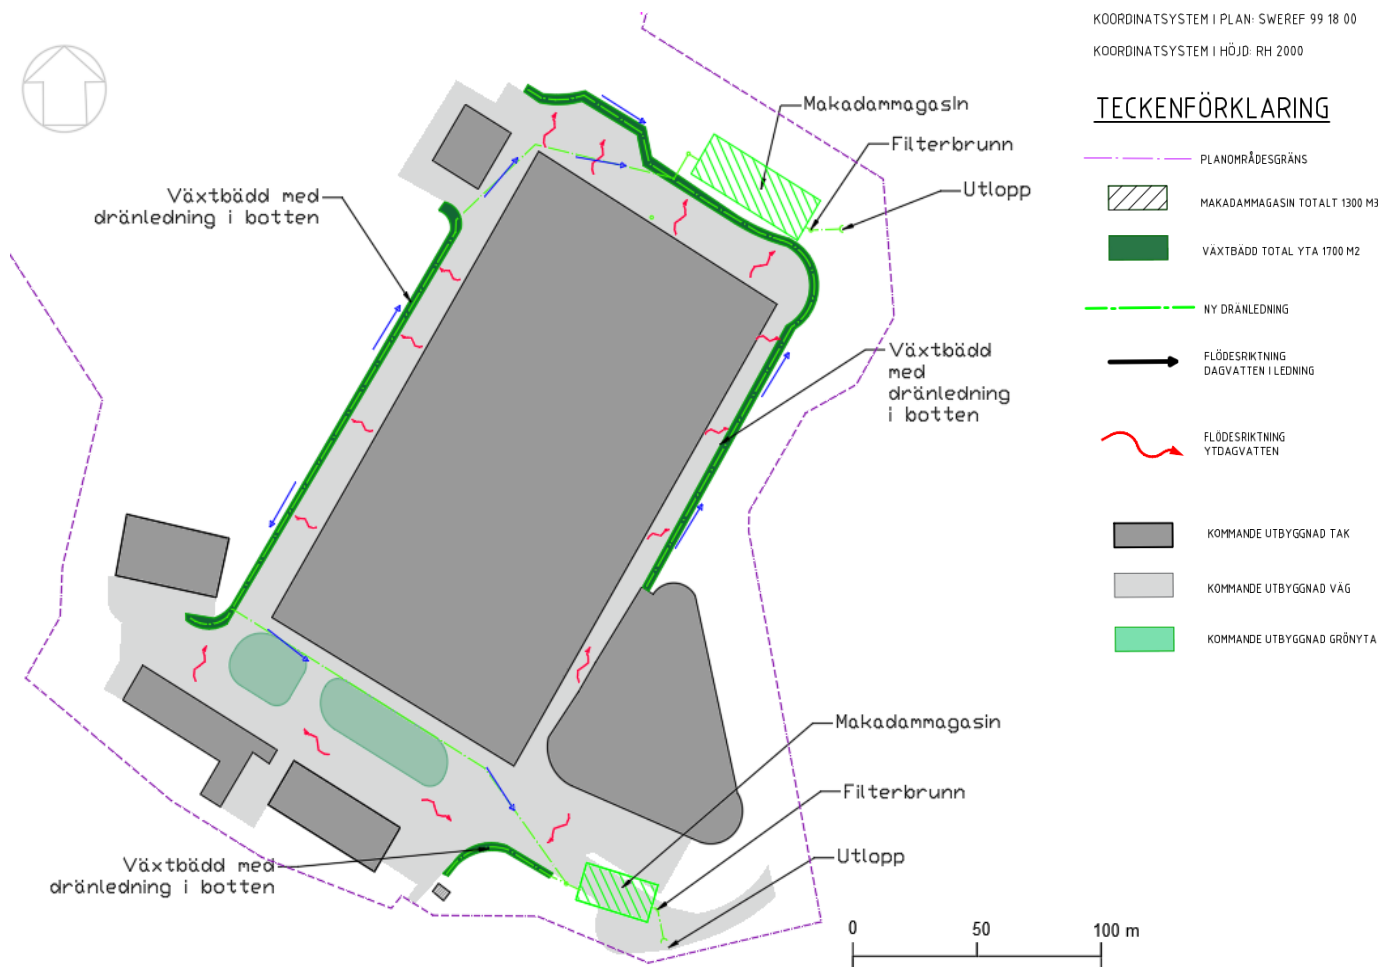 KOORDINATSYSTEM I PLAN: SWEREF 99 18 00
KOORDINATSYSTEM I HÖJD: RH 2000
TECKENFÖRKLARING
PLANOMRÅDESGRÄNS
MAKADAMMAGASIN TOTALT 1300 M3
VÄXTBÄDD TOTAL YTA 1700 M2
NY DRÄNLEDNING
FLÖDESRIKTNING
DAGVATTEN I LEDNING
FLÖDESRIKTNING
YTDAGVATTEN
KOMMANDE UTBYGGNAD TAK
KOMMANDE UTBYGGNAD VÄG
KOMMANDE UTBYGGNAD GRÖNYTA
Makadammagasin
Filterbrunn
Utlopp
Växtbädd med
dränledning i botten
Växtbädd
med
dränledning
i botten
Makadammagasin
Filterbrunn
Utlopp
Växtbädd med
dränledning i botten
0 50 100 m